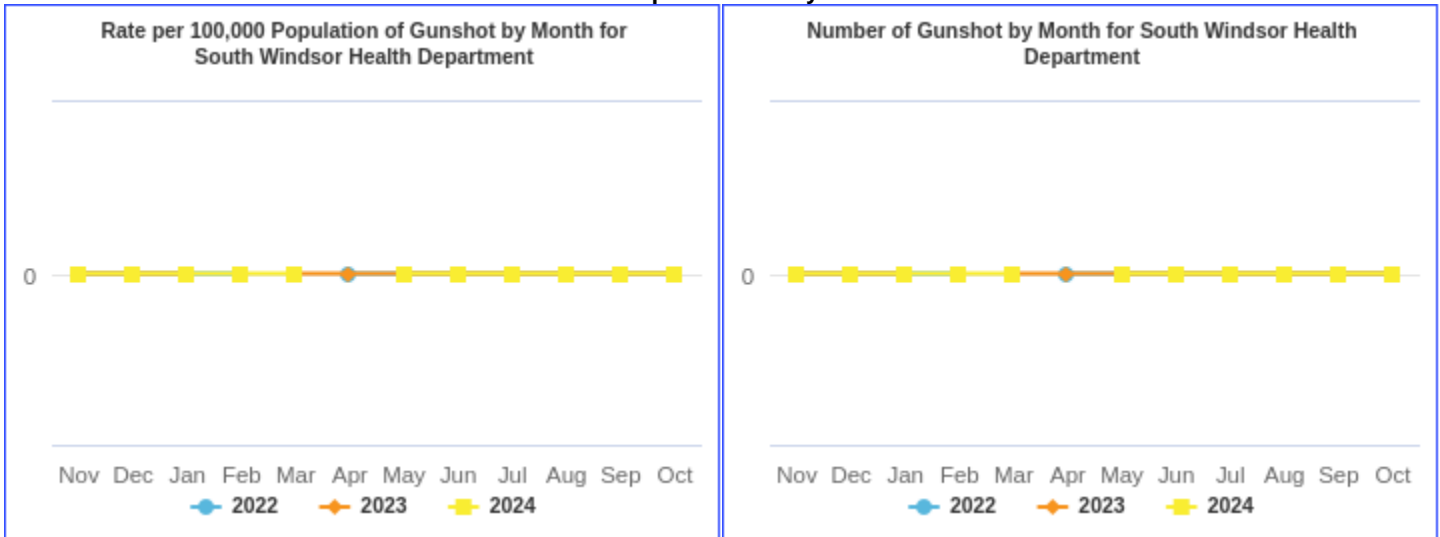 Rate per 100,000 Population of Gunshot by Month for
South Windsor Health Department
0
Nov Dec Jan Feb Mar Apr May Jun Jul Aug Sep Oct
2022 2023 2024
Number of Gunshot by Month for South Windsor Health
Department
0
Nov Dec Jan Feb Mar Apr May Jun Jul Aug Sep Oct
2022 2023 2024